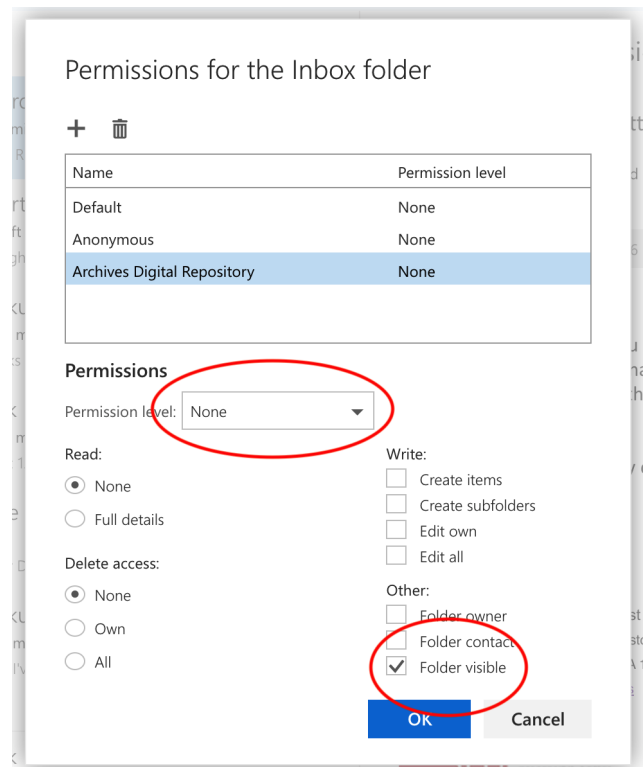 Permissions for the Inbox folder
Name Permission level
Default None
Anonymous None
Archives Digital Repository None
Permissions
Permission level: None
Read:
None
Full details
Delete access:
None
Own
All
Write:
Create items
Create subfolders
Edit own
Edit all
Other:
Folder owner
Folder contact
Folder visible
OK Cancel